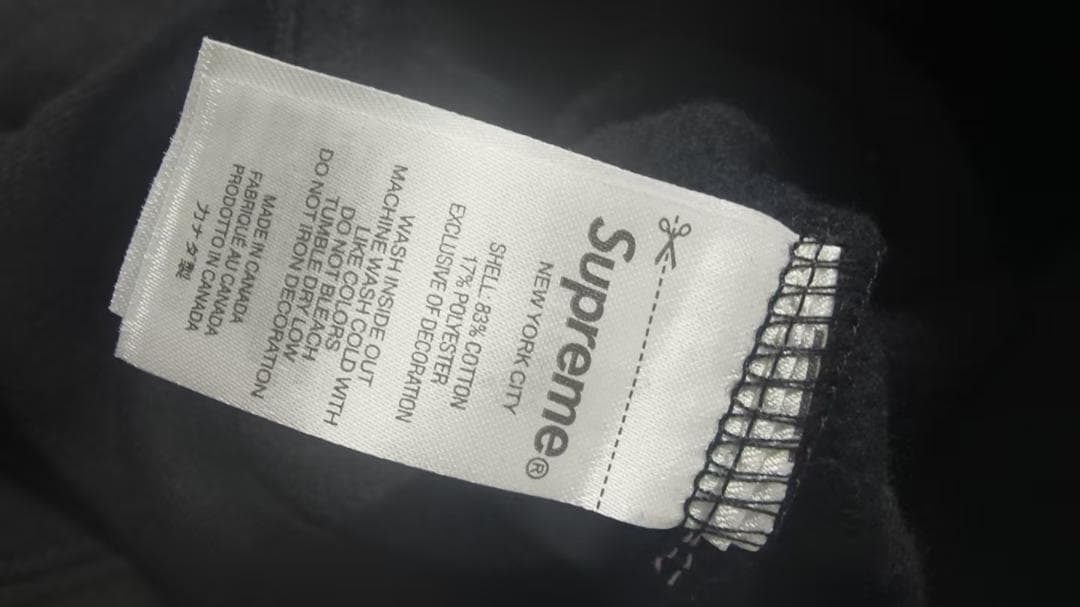 Supreme®
NEW YORK CITY
SHELL: 83% COTTON
17% POLYESTER
EXCLUSIVE OF DECORATION
WASH INSIDE OUT
MACHINE WASH COLD WITH
LIKE COLORS
DO NOT BLEACH
TUMBLE DRY LOW
DO NOT IRON DECORATION
MADE IN CANADA
FABRIQUE AU CANADA
PRODOTTO IN CANADA
カナダ製